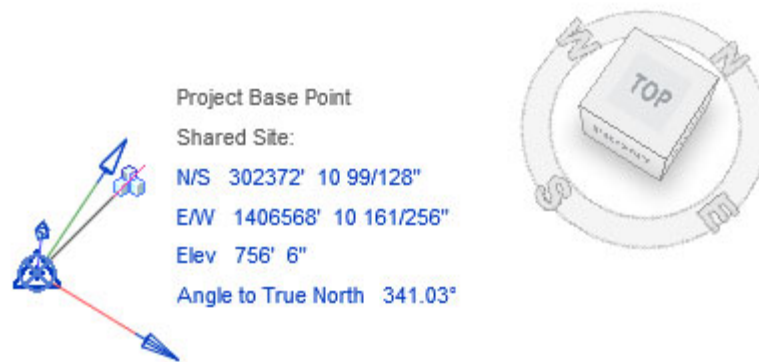 Project Base Point
Shared Site:
N/S 302372' 10 99/128"
E/W 1406568' 10 161/256"
Elev 756' 6"
Angle to True North 341.03°
W
N
TOP
S
E